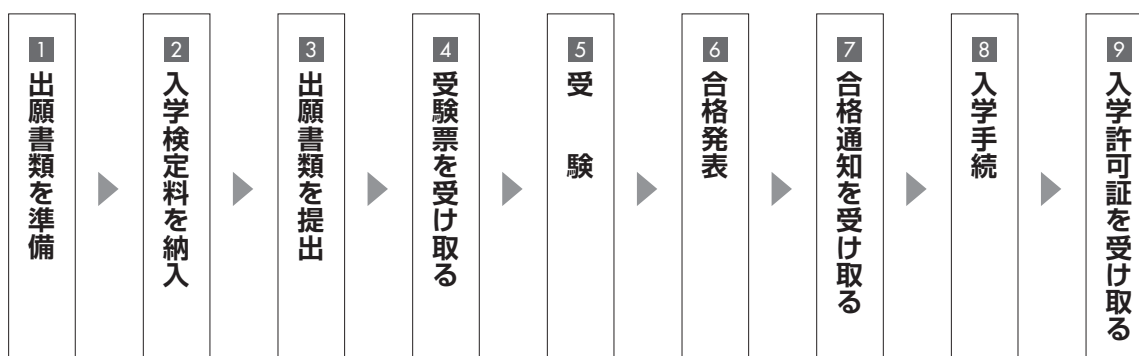 1 出願書類を準備
2 入学検定料を納入
3 出願書類を提出
4 受験票を受け取る
5 受　験
6 合格発表
7 合格通知を受け取る
8 入学手続
9 入学許可証を受け取る